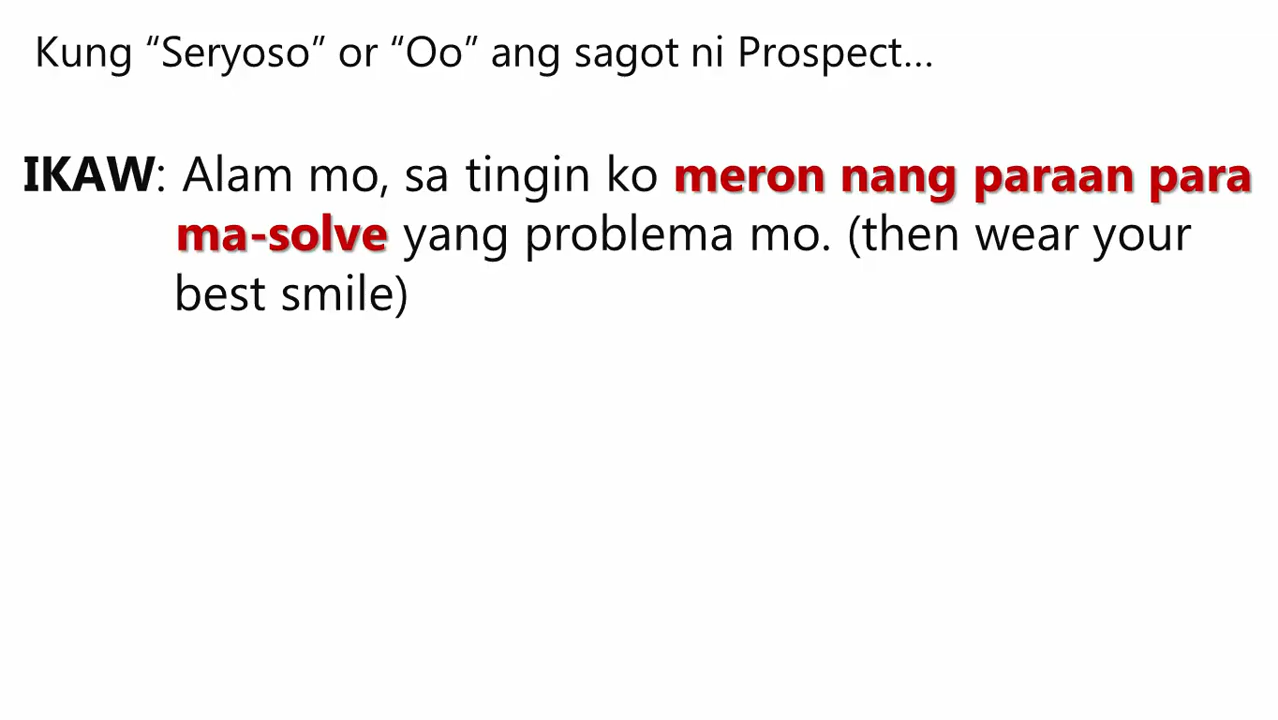 Kung “Seryoso” or “Oo” ang sagot ni Prospect...
IKAW: Alam mo, sa tingin ko meron nang paraan para
ma-solve yang problema mo. (then wear your
best smile)